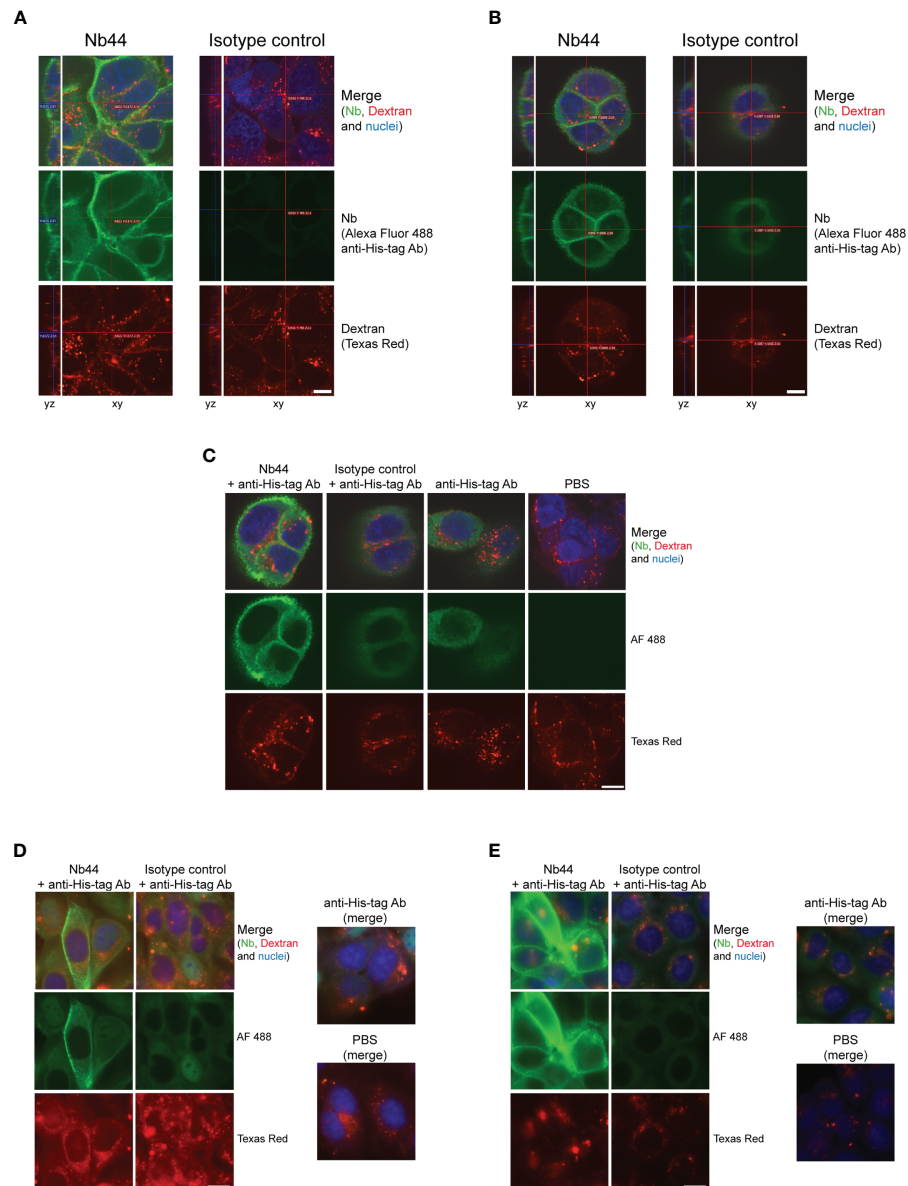 A
B
Nb44
Isotype control
Nb44
Isotype control
Merge
(Nb, Dextran
and nuclei)
Merge
(Nb, Dextran
and nuclei)
Nb
(Alexa Fluor 488
anti-His-tag Ab)
Nb
(Alexa Fluor 488
anti-His-tag Ab)
Dextran
(Texas Red)
Dextran
(Texas Red)
yz
xy
yz
xy
yz
xy
yz
xy
C
Nb44
+ anti-His-tag Ab
Isotype control
+ anti-His-tag Ab
anti-His-tag Ab
PBS
Merge
(Nb, Dextran
and nuclei)
AF 488
Texas Red
D
Nb44
+ anti-His-tag Ab
Isotype control
+ anti-His-tag Ab
Merge
(Nb, Dextran
and nuclei)
AF 488
Texas Red
anti-His-tag Ab
(merge)
PBS
(merge)
E
Nb44
+ anti-His-tag Ab
Isotype control
+ anti-His-tag Ab
Merge
(Nb, Dextran
and nuclei)
AF 488
Texas Red
anti-His-tag Ab
(merge)
PBS
(merge)